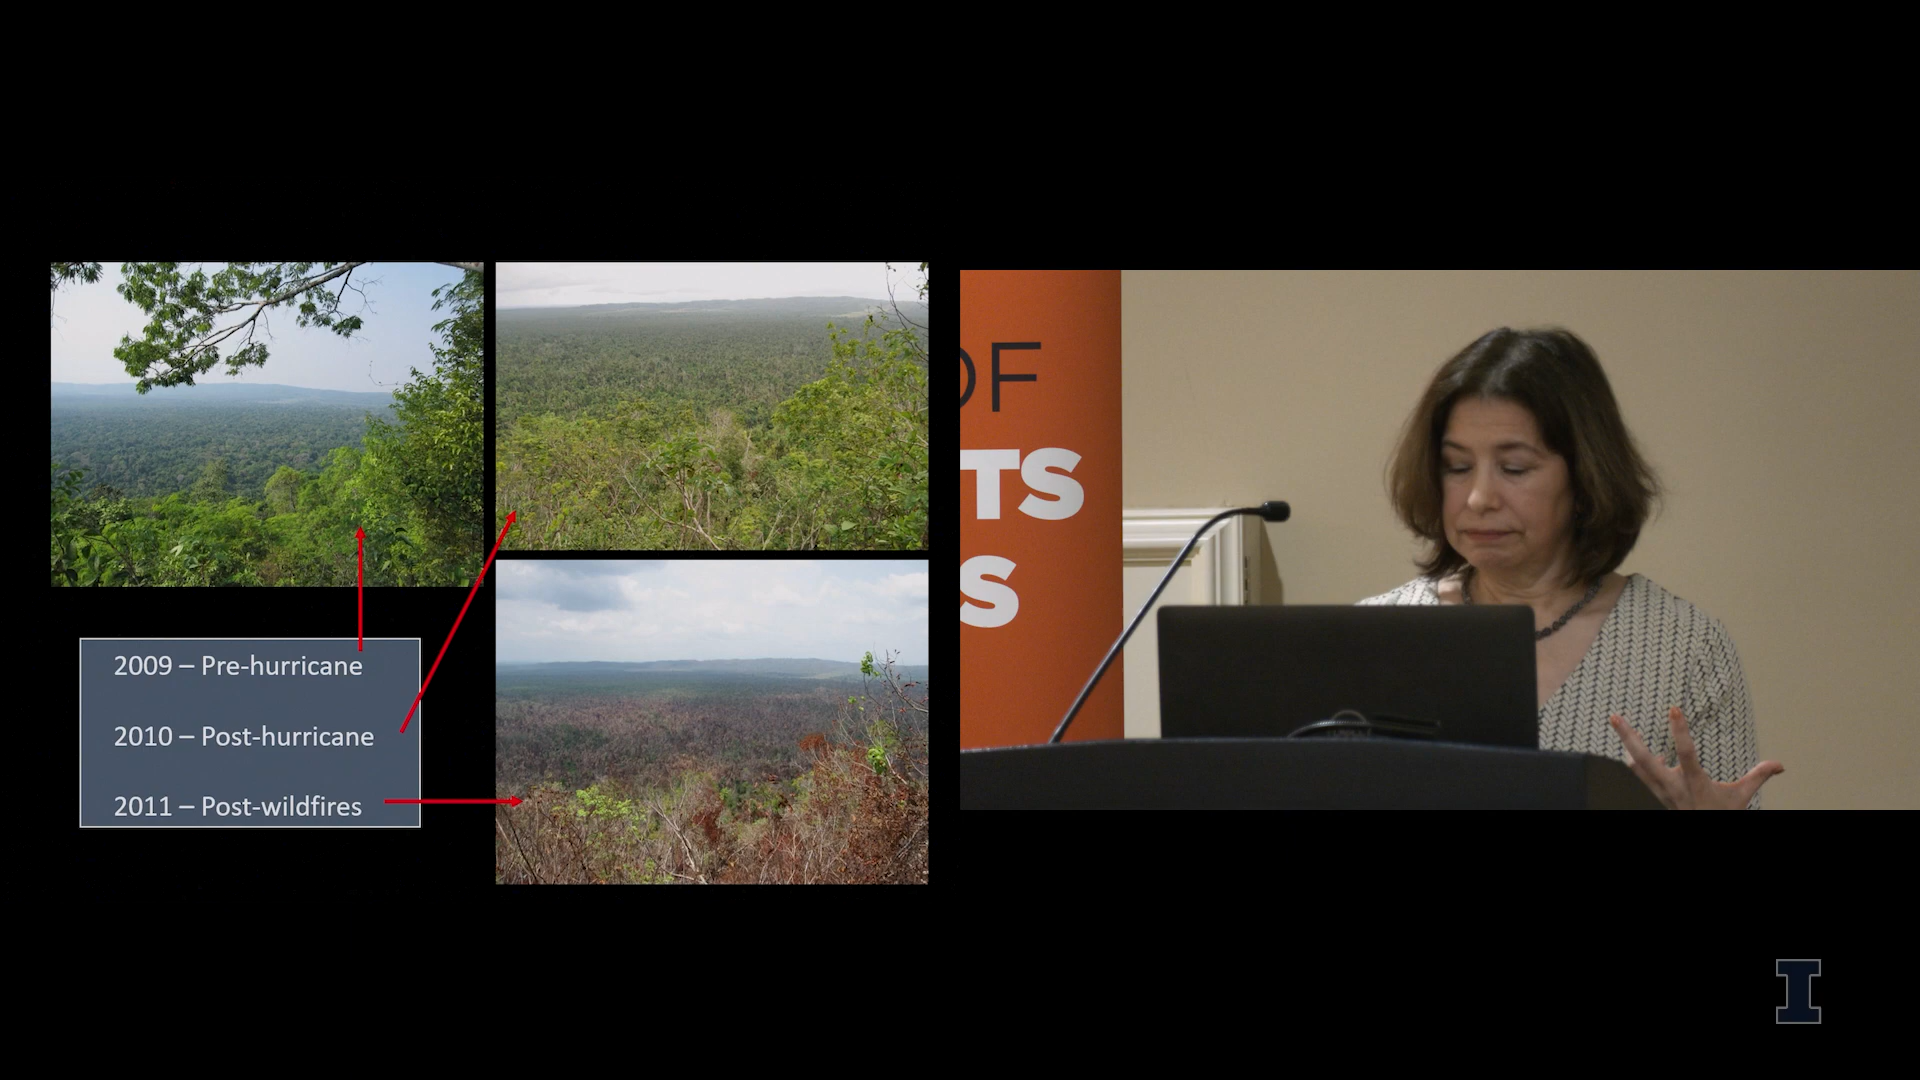 2009 – Pre-hurricane
2010 – Post-hurricane
2011 – Post-wildfires
OF
TS
S
I